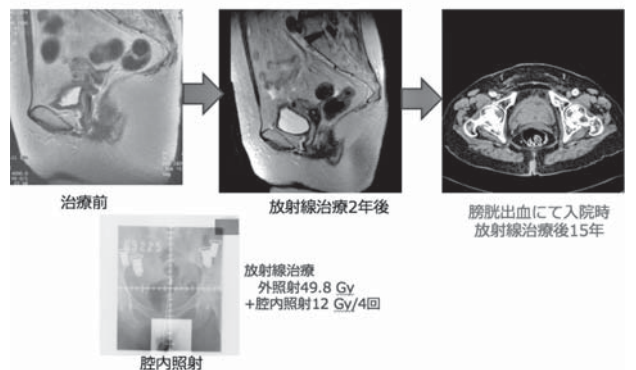 治療前
放射線治療2年後
膀胱出血にて入院時
放射線治療後15年
放射線治療
外照射49.8 Gy
+腔内照射12 Gy/4回
腔内照射